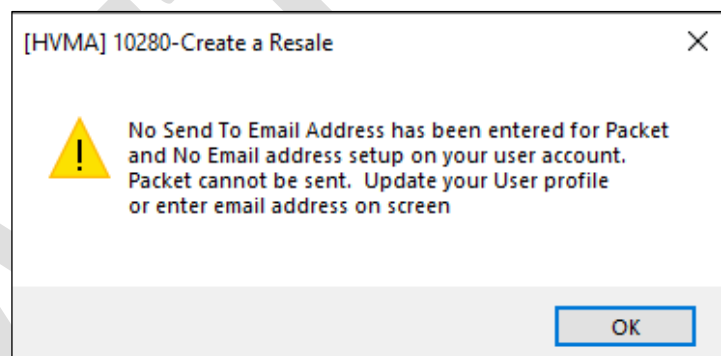 [HVMA] 10280-Create a Resale
No Send To Email Address has been entered for Packet
and No Email address setup on your user account.
Packet cannot be sent.  Update your User profile
or enter email address on screen
OK